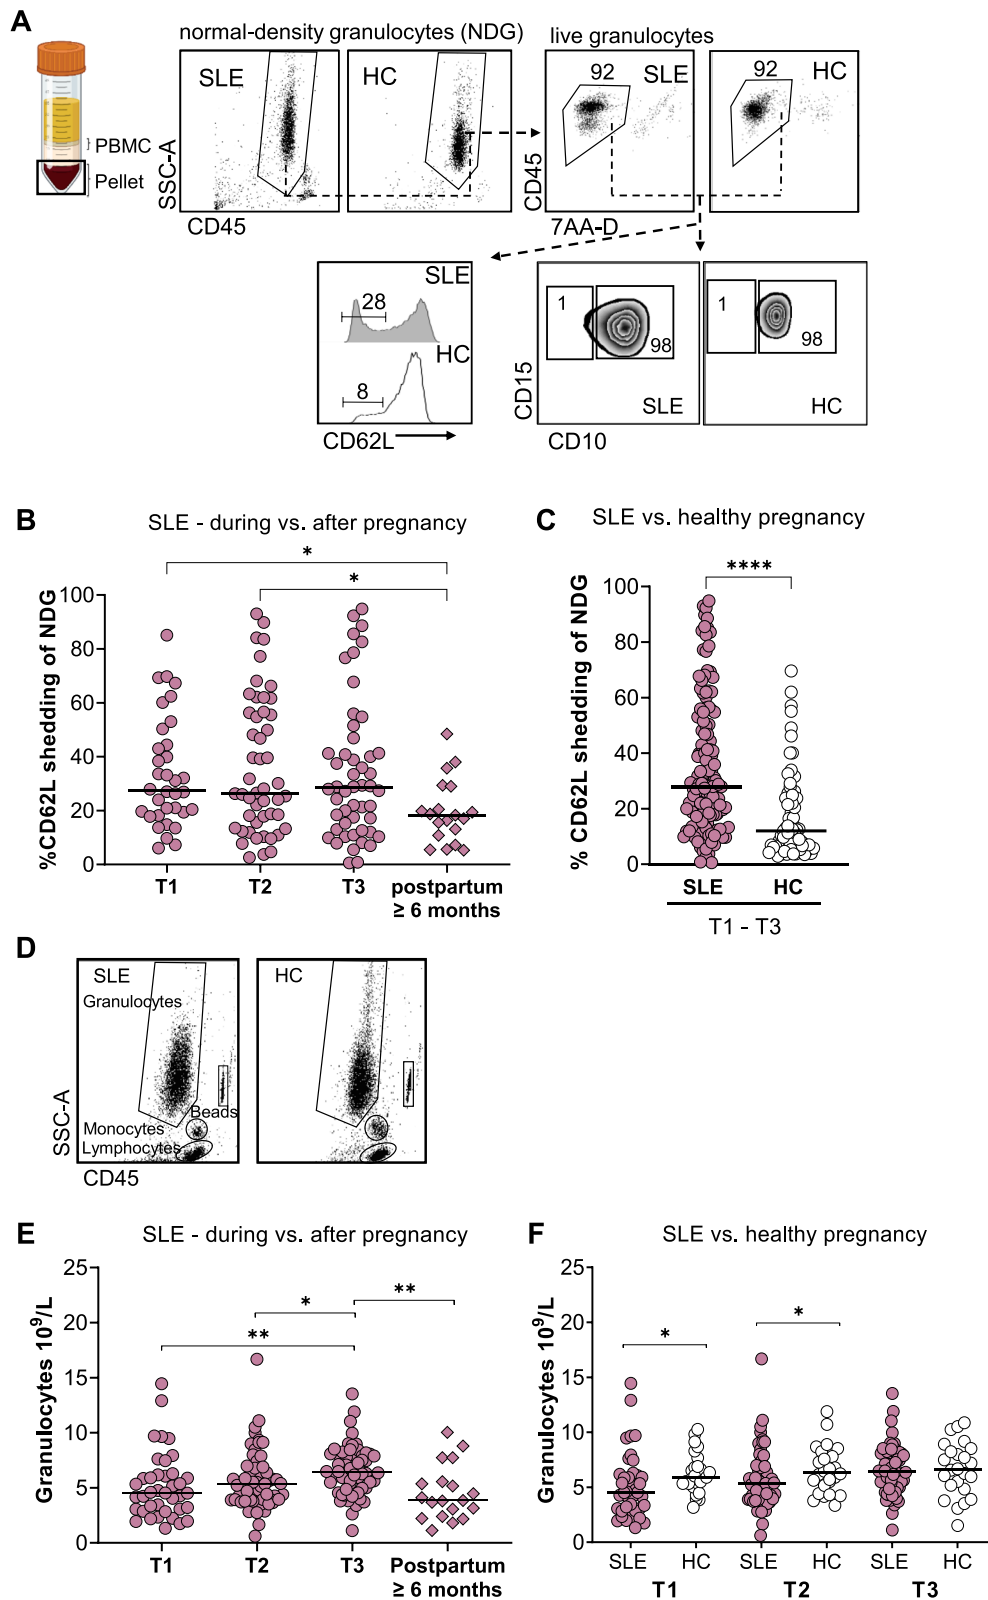 A
normal-density granulocytes (NDG)
live granulocytes
SLE
HC
92
SLE
92
HC
PBMC
Pellet
SSC-A
CD45
CD45
7AA-D
SLE
28
HC
8
CD62L
CD15
1
98
SLE
1
98
HC
CD10
B
SLE - during vs. after pregnancy
*
*
%CD62L shedding of NDG
100
80
60
40
20
0
T1
T2
T3
postpartum
≥ 6 months
C
SLE vs. healthy pregnancy
****
% CD62L shedding of NDG
100
80
60
40
20
0
SLE
HC
T1 - T3
D
SLE
Granulocytes
Beads
Monocytes
Lymphocytes
HC
SSC-A
CD45
E
SLE - during vs. after pregnancy
**
*
**
Granulocytes 10⁹/L
25
20
15
10
5
0
T1
T2
T3
Postpartum
≥ 6 months
F
SLE vs. healthy pregnancy
*
*
Granulocytes 10⁹/L
25
20
15
10
5
0
SLE HC SLE HC SLE HC
T1 T2 T3